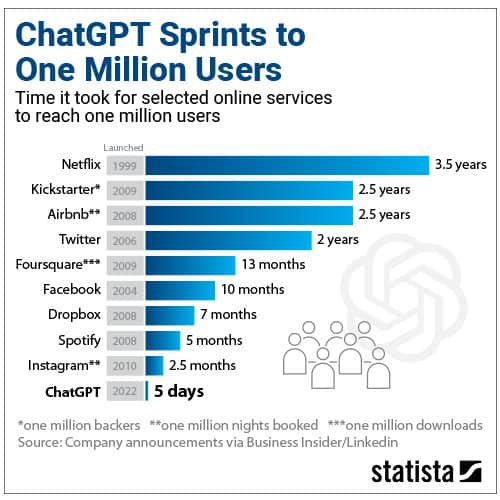 ChatGPT Sprints to
One Million Users
Time it took for selected online services
to reach one million users
Launched
Netflix 1999 3.5 years
Kickstarter* 2009 2.5 years
Airbnb** 2008 2.5 years
Twitter 2006 2 years
Foursquare*** 2009 13 months
Facebook 2004 10 months
Dropbox 2008 7 months
Spotify 2008 5 months
Instagram** 2010 2.5 months
ChatGPT 2022 5 days
*one million backers **one million nights booked ***one million downloads
Source: Company announcements via Business Insider/Linkedin
statista